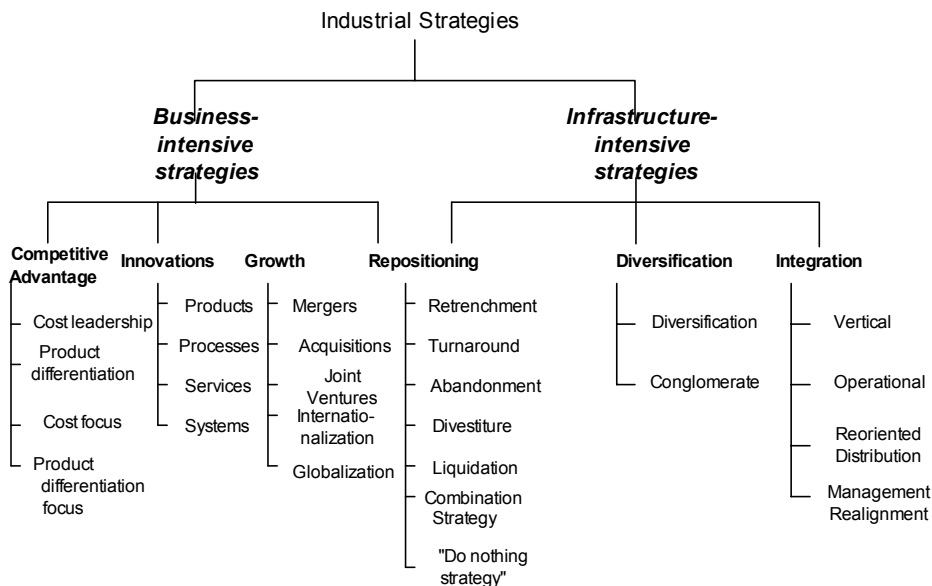 Industrial Strategies
Business-
intensive
strategies
Infrastructure-
intensive
strategies
Competitive
Advantage
Cost leadership
Product
differentiation
Cost focus
Product
differentiation
focus
Innovations
Products
Processes
Services
Systems
Growth
Mergers
Acquisitions
Joint
Ventures
Internatio-
nalization
Globalization
Repositioning
Retrenchment
Turnaround
Abandonment
Divestiture
Liquidation
Combination
Strategy
"Do nothing
strategy"
Diversification
Diversification
Conglomerate
Integration
Vertical
Operational
Reoriented
Distribution
Management
Realignment